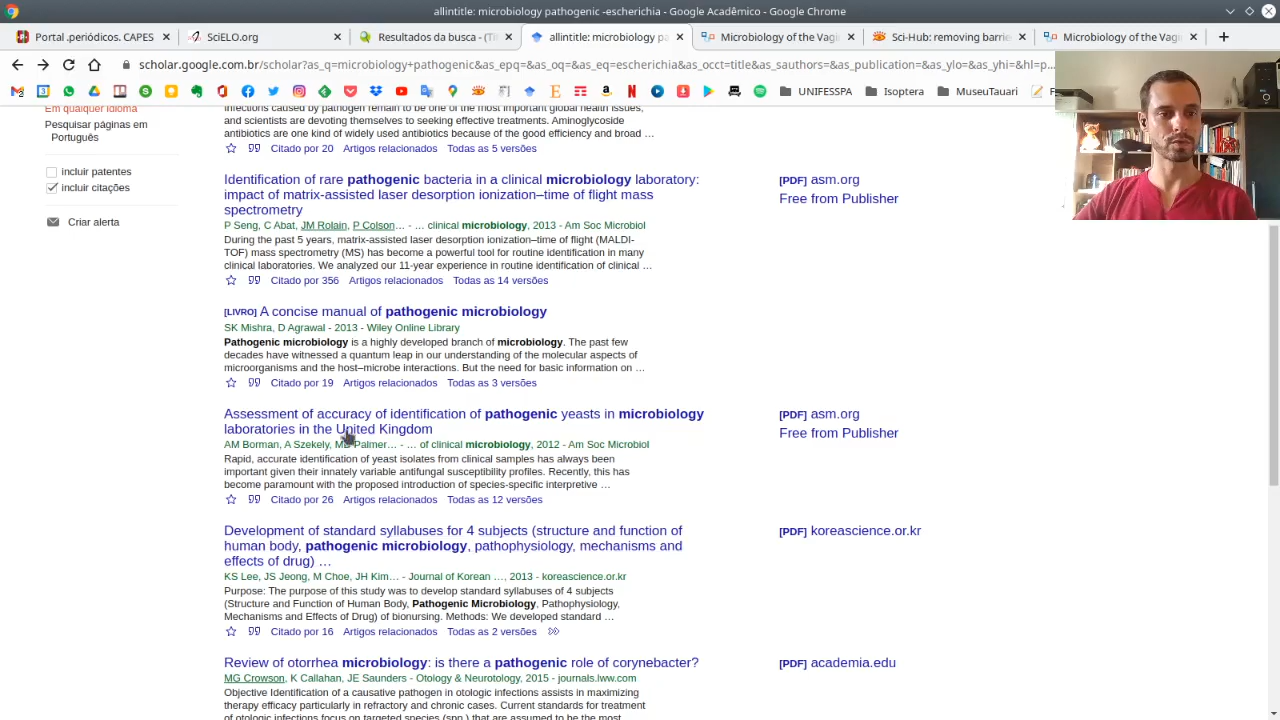 allintitle: microbiology pathogenic -escherichia - Google Acadêmico - Google Chrome
Portal .periódicos. CAPES
SciELO.org
Resultados da busca - (Ti
allintitle: microbiology pa
Microbiology of the Vagi
Sci-Hub: removing barrie
Microbiology of the Vagi
scholar.google.com.br/scholar?as_q=microbiology+pathogenic&as_epq=&as_oq=&as_eq=escherichia&as_occt=title&as_sauthors=&as_publication=&as_ylo=&as_yhi=&hl=p...
UNIFESSPA
Isoptera
MuseuTauari
Em qualquer idioma
Pesquisar páginas em
Português
incluir patentes
incluir citações
Criar alerta
Infections caused by pathogen remain to be one of the most important global health issues,
and scientists are devoting themselves to seeking effective treatments. Aminoglycoside
antibiotics are one kind of widely used antibiotics because of the good efficiency and broad …
Citado por 20 Artigos relacionados Todas as 5 versões
Identification of rare pathogenic bacteria in a clinical microbiology laboratory:
impact of matrix-assisted laser desorption ionization–time of flight mass
spectrometry
[PDF] asm.org
Free from Publisher
P Seng, C Abat, JM Rolain, P Colson… - … clinical microbiology, 2013 - Am Soc Microbiol
During the past 5 years, matrix-assisted laser desorption ionization–time of flight (MALDI-
TOF) mass spectrometry (MS) has become a powerful tool for routine identification in many
clinical laboratories. We analyzed our 11-year experience in routine identification of clinical …
Citado por 356 Artigos relacionados Todas as 14 versões
[LIVRO] A concise manual of pathogenic microbiology
SK Mishra, D Agrawal - 2013 - Wiley Online Library
Pathogenic microbiology is a highly developed branch of microbiology. The past few
decades have witnessed a quantum leap in our understanding of the molecular aspects of
microorganisms and the host–microbe interactions. But the need for basic information on …
Citado por 19 Artigos relacionados Todas as 3 versões
Assessment of accuracy of identification of pathogenic yeasts in microbiology
laboratories in the United Kingdom
[PDF] asm.org
Free from Publisher
AM Borman, A Szekely, MD Palmer… - … of clinical microbiology, 2012 - Am Soc Microbiol
Rapid, accurate identification of yeast isolates from clinical samples has always been
important given their innately variable antifungal susceptibility profiles. Recently, this has
become paramount with the proposed introduction of species-specific interpretive …
Citado por 26 Artigos relacionados Todas as 12 versões
Development of standard syllabuses for 4 subjects (structure and function of
human body, pathogenic microbiology, pathophysiology, mechanisms and
effects of drug) …
[PDF] koreascience.or.kr
KS Lee, JS Jeong, M Choe, JH Kim… - Journal of Korean …, 2013 - koreascience.or.kr
Purpose: The purpose of this study was to develop standard syllabuses of 4 subjects
(Structure and Function of Human Body, Pathogenic Microbiology, Pathophysiology,
Mechanisms and Effects of Drug) of bionursing. Methods: We developed standard …
Citado por 16 Artigos relacionados Todas as 2 versões
Review of otorrhea microbiology: is there a pathogenic role of corynebacter?
[PDF] academia.edu
MG Crowson, K Callahan, JE Saunders - Otology & Neurotology, 2015 - journals.lww.com
Objective Identification of a causative pathogen in otologic infections assists in maximizing
therapy efficacy particularly in refractory and chronic cases. Current standards for treatment
of otologic infections focus on targeted species (spp.) that are assumed to be the most